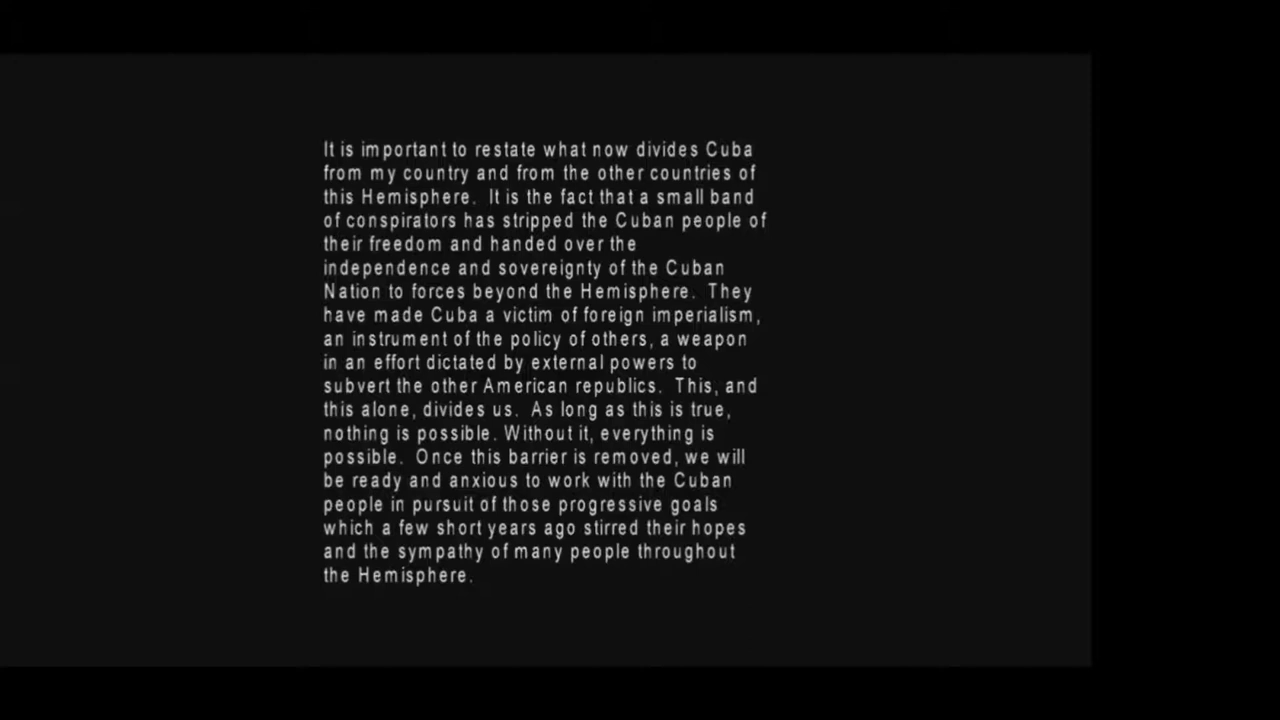 It is important to restate what now divides Cuba
from my country and from the other countries of
this Hemisphere.  It is the fact that a small band
of conspirators has stripped the Cuban people of
their freedom and handed over the
independence and sovereignty of the Cuban
Nation to forces beyond the Hemisphere.  They
have made Cuba a victim of foreign imperialism,
an instrument of the policy of others, a weapon
in an effort dictated by external powers to
subvert the other American republics.  This, and
this alone, divides us.  As long as this is true,
nothing is possible. Without it, everything is
possible.  Once this barrier is removed, we will
be ready and anxious to work with the Cuban
people in pursuit of those progressive goals
which a few short years ago stirred their hopes
and the sympathy of many people throughout
the Hemisphere.